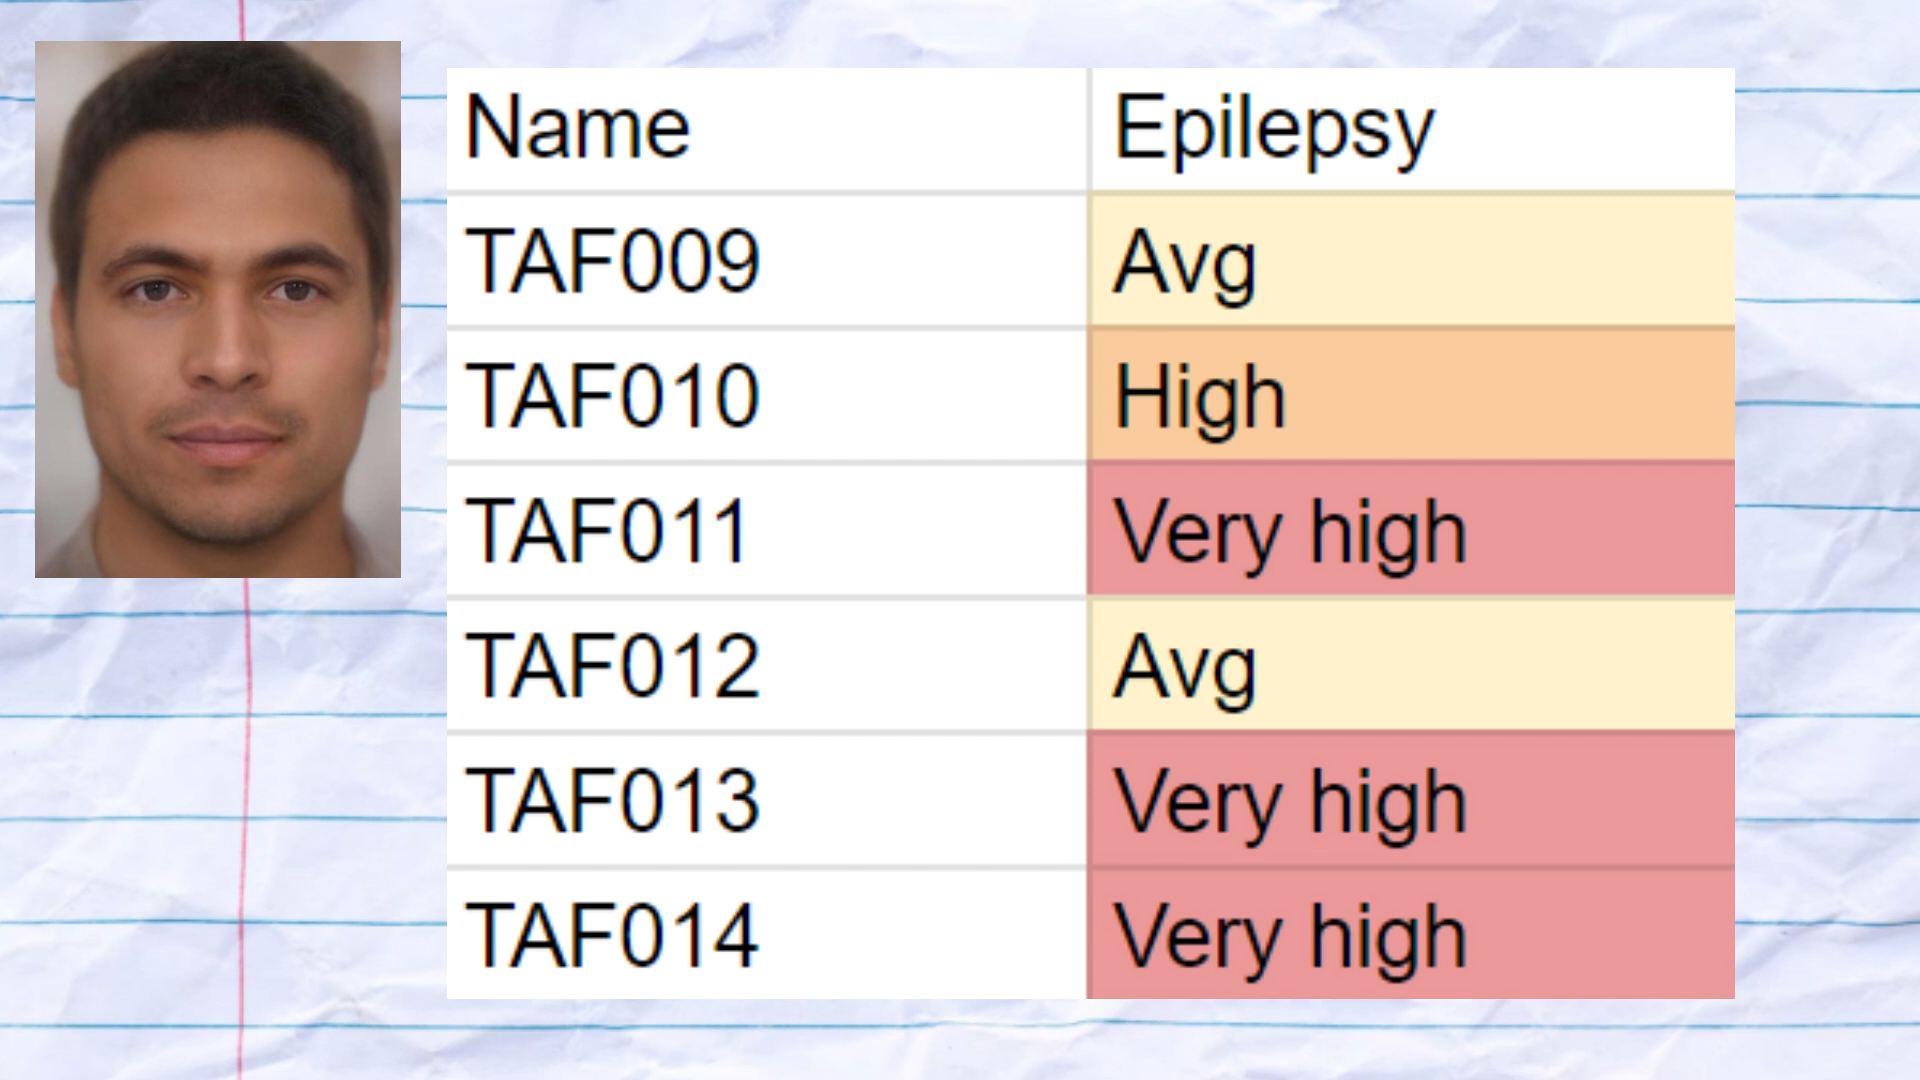 Name Epilepsy
TAF009 Avg
TAF010 High
TAF011 Very high
TAF012 Avg
TAF013 Very high
TAF014 Very high